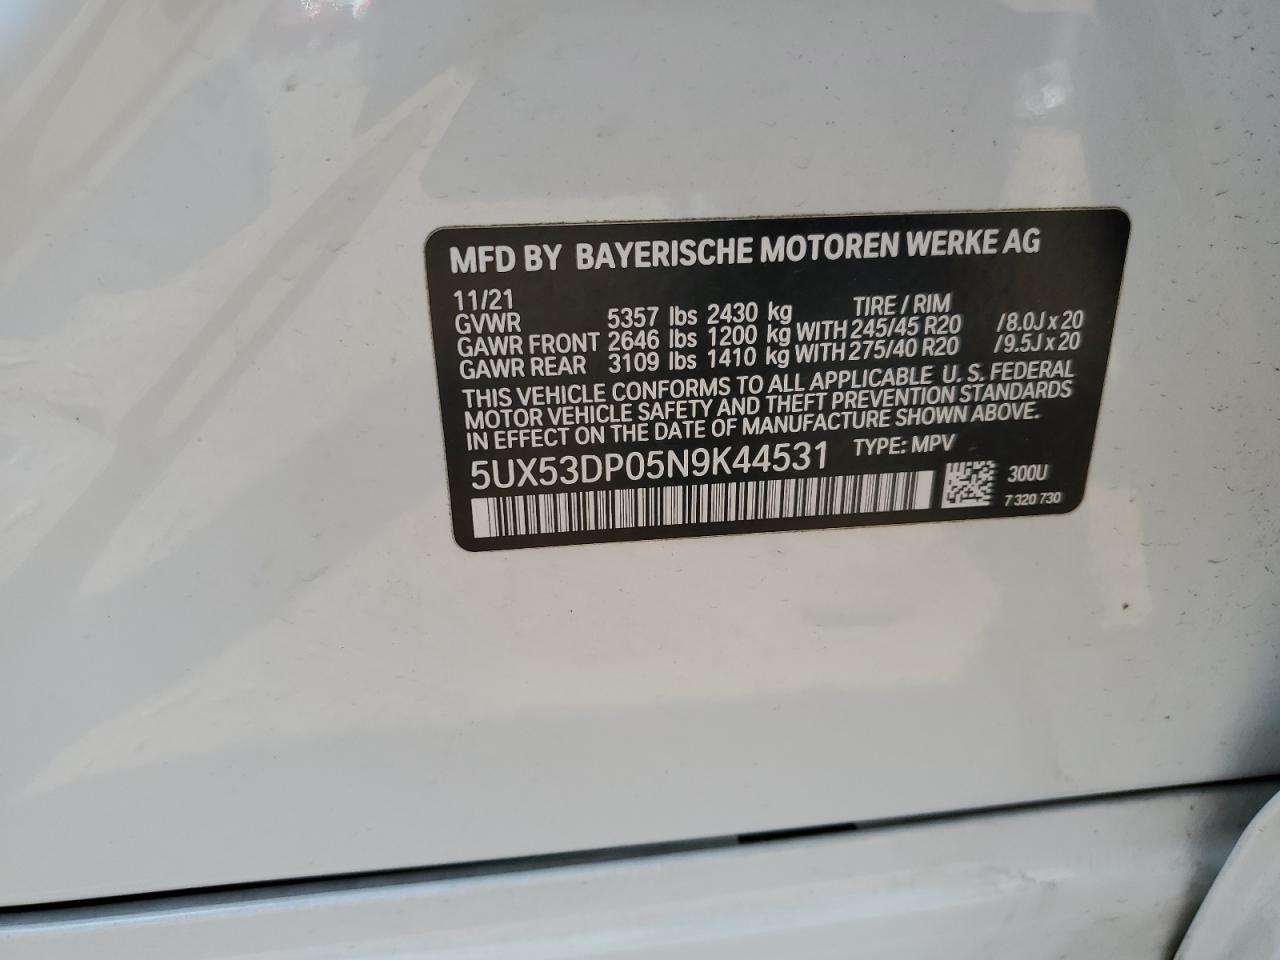 MFD BY BAYERISCHE MOTOREN WERKE AG
11/21
GVWR 5357 lbs 2430 kg TIRE / RIM
GAWR FRONT 2646 lbs 1200 kg WITH 245/45 R20 /8.0J x 20
GAWR REAR 3109 lbs 1410 kg WITH 275/40 R20 /9.5J x 20
THIS VEHICLE CONFORMS TO ALL APPLICABLE U. S. FEDERAL
MOTOR VEHICLE SAFETY AND THEFT PREVENTION STANDARDS
IN EFFECT ON THE DATE OF MANUFACTURE SHOWN ABOVE.
5UX53DP05N9K44531 TYPE: MPV
300U
7 320 730